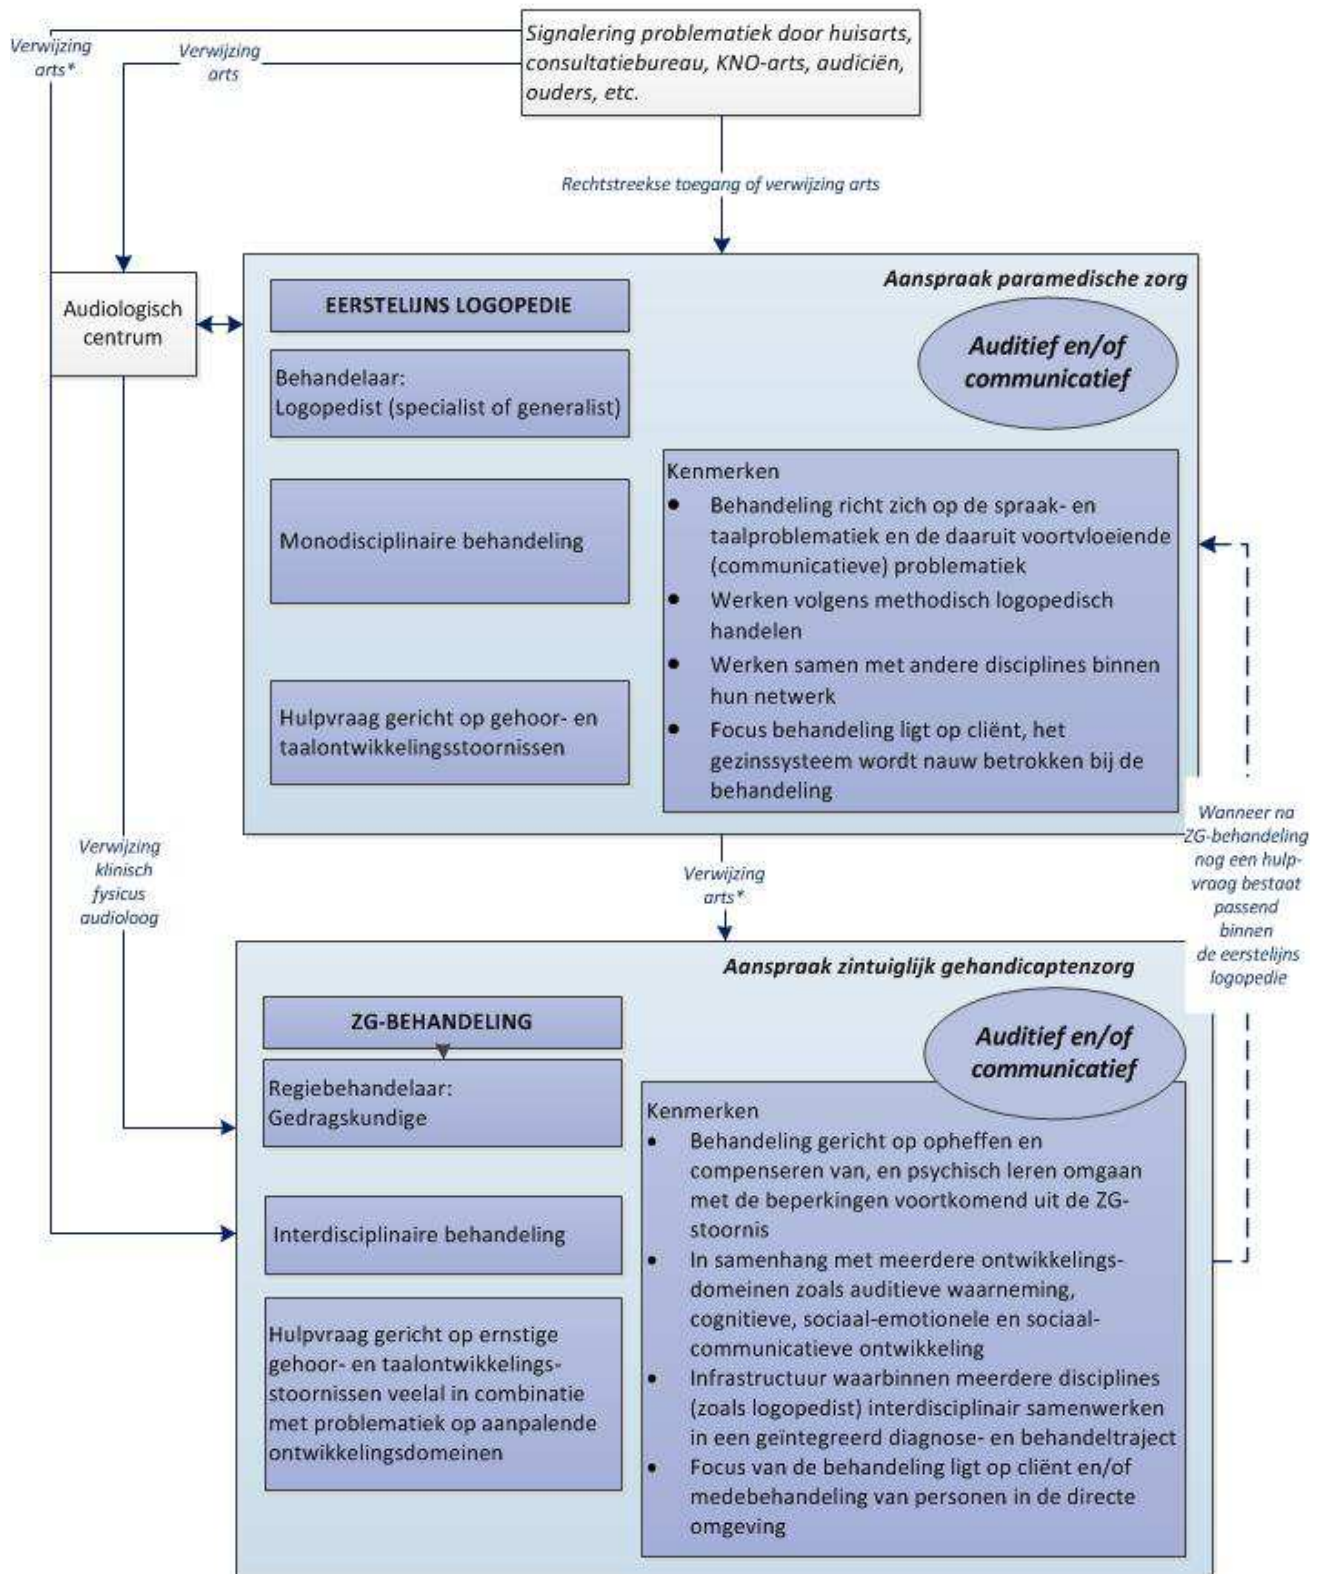 Signalering problematiek door huisarts,
consultatiebureau, KNO-arts, audiciën,
ouders, etc.
Verwijzing
arts*
Verwijzing
arts
Rechtstreekse toegang of verwijzing arts
Audiologisch
centrum
Aanspraak paramedische zorg
EERSTELIJNS LOGOPEDIE
Auditief en/of
communicatief
Behandelaar:
Logopedist (specialist of generalist)
Monodisciplinaire behandeling
Hulpvraag gericht op gehoor- en
taalontwikkelingsstoornissen
Kenmerken
● Behandeling richt zich op de spraak- en
taalproblematiek en de daaruit voortvloeiende
(communicatieve) problematiek
● Werken volgens methodisch logopedisch
handelen
● Werken samen met andere disciplines binnen
hun netwerk
● Focus behandeling ligt op cliënt, het
gezinssysteem wordt nauw betrokken bij de
behandeling
Verwijzing
klinisch
fysicus
audioloog
Verwijzing
arts*
Wanneer na
ZG-behandeling
nog een hulp-
vraag bestaat
passend
binnen
de eerstelijns
logopedie
Aanspraak zintuiglijk gehandicaptenzorg
ZG-BEHANDELING
Auditief en/of
communicatief
Regiebehandelaar:
Gedragskundige
Interdisciplinaire behandeling
Hulpvraag gericht op ernstige
gehoor- en taalontwikkelings-
stoornissen veelal in combinatie
met problematiek op aanpalende
ontwikkelingsdomeinen
Kenmerken
● Behandeling gericht op opheffen en
compenseren van, en psychisch leren omgaan
met de beperkingen voortkomend uit de ZG-
stoornis
● In samenhang met meerdere ontwikkelings-
domeinen zoals auditieve waarneming,
cognitieve, sociaal-emotionele en sociaal-
communicatieve ontwikkeling
● Infrastructuur waarbinnen meerdere disciplines
(zoals logopedist) interdisciplinair samenwerken
in een geïntegreerd diagnose- en behandeltraject
● Focus van de behandeling ligt op cliënt en/of
medebehandeling van personen in de directe
omgeving